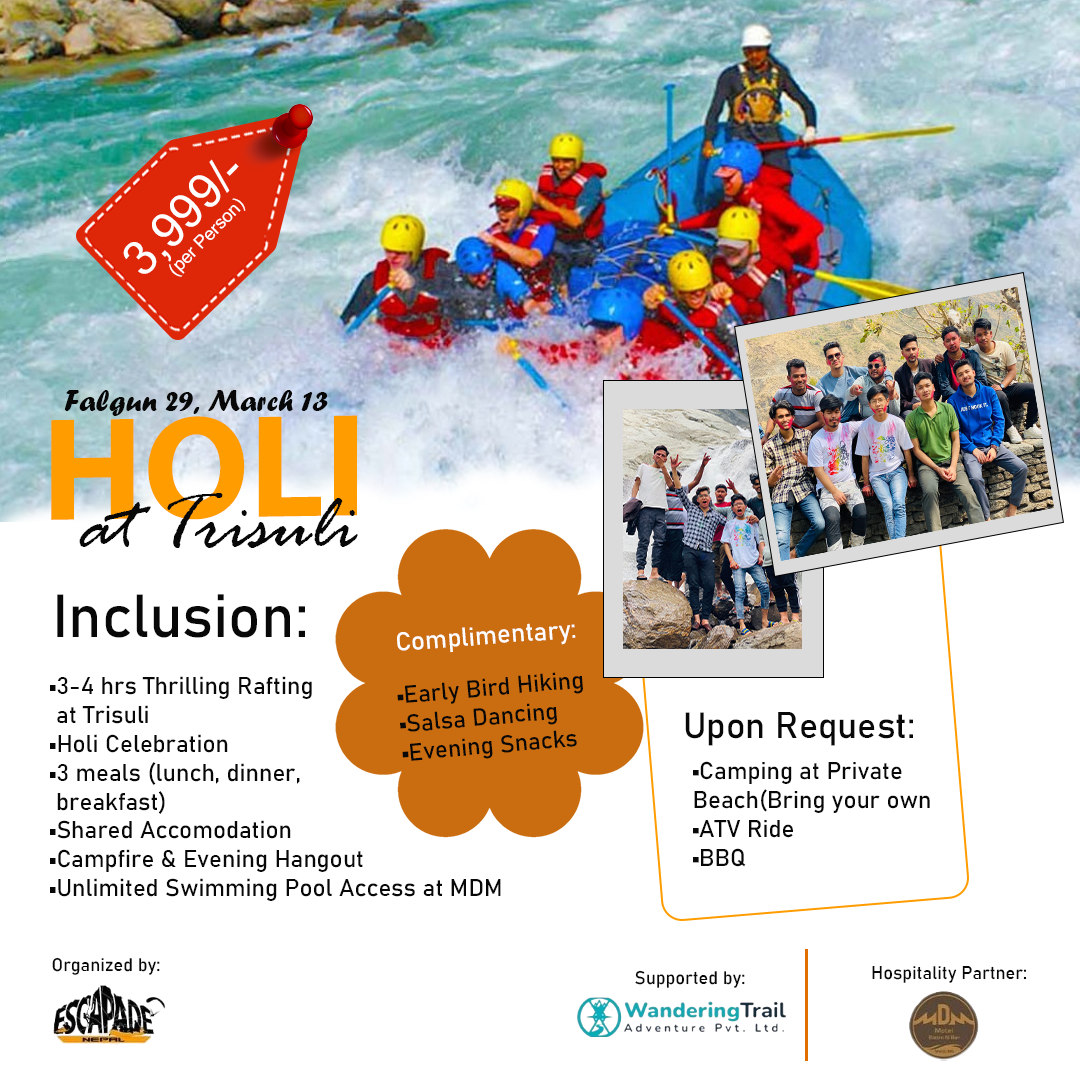 3,999/-
(per Person)
Falgun 29, March 13
HOLI
at Trisuli
Inclusion:
▪3-4 hrs Thrilling Rafting
at Trisuli
▪Holi Celebration
▪3 meals (lunch, dinner,
breakfast)
▪Shared Accomodation
▪Campfire & Evening Hangout
▪Unlimited Swimming Pool Access at MDM
Complimentary:
▪Early Bird Hiking
▪Salsa Dancing
▪Evening Snacks
Upon Request:
▪Camping at Private
Beach(Bring your own
▪ATV Ride
▪BBQ
Organized by:
ESCAPADE
NEPAL
Supported by:
WanderingTrail
Adventure Pvt. Ltd.
Hospitality Partner:
MDM
Motel